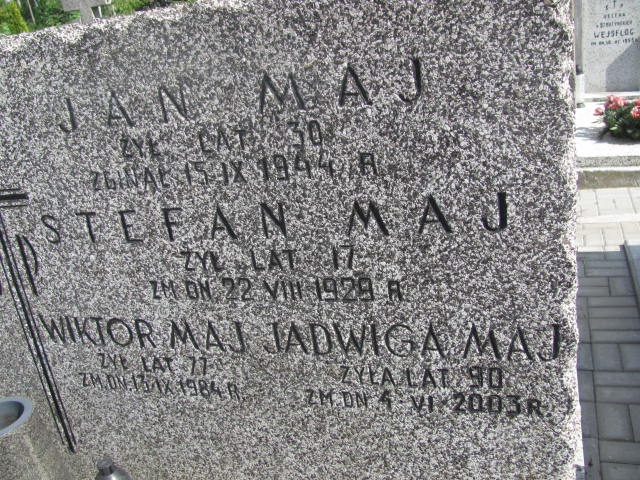 JAN MAJ
ŻYŁ LAT 30
ZGINĄŁ 15·IX 1944 R
STEFAN MAJ
ŻYŁ LAT 17
ZM.DN 22 VIII 1929 R
WIKTOR MAJ JADWIGA MAJ
ŻYŁ LAT 77 ŻYŁA LAT 90
ZM.DN·13·IX 1984 R. ZM.DN 4·VI·2003 R.
WEJSFLOG